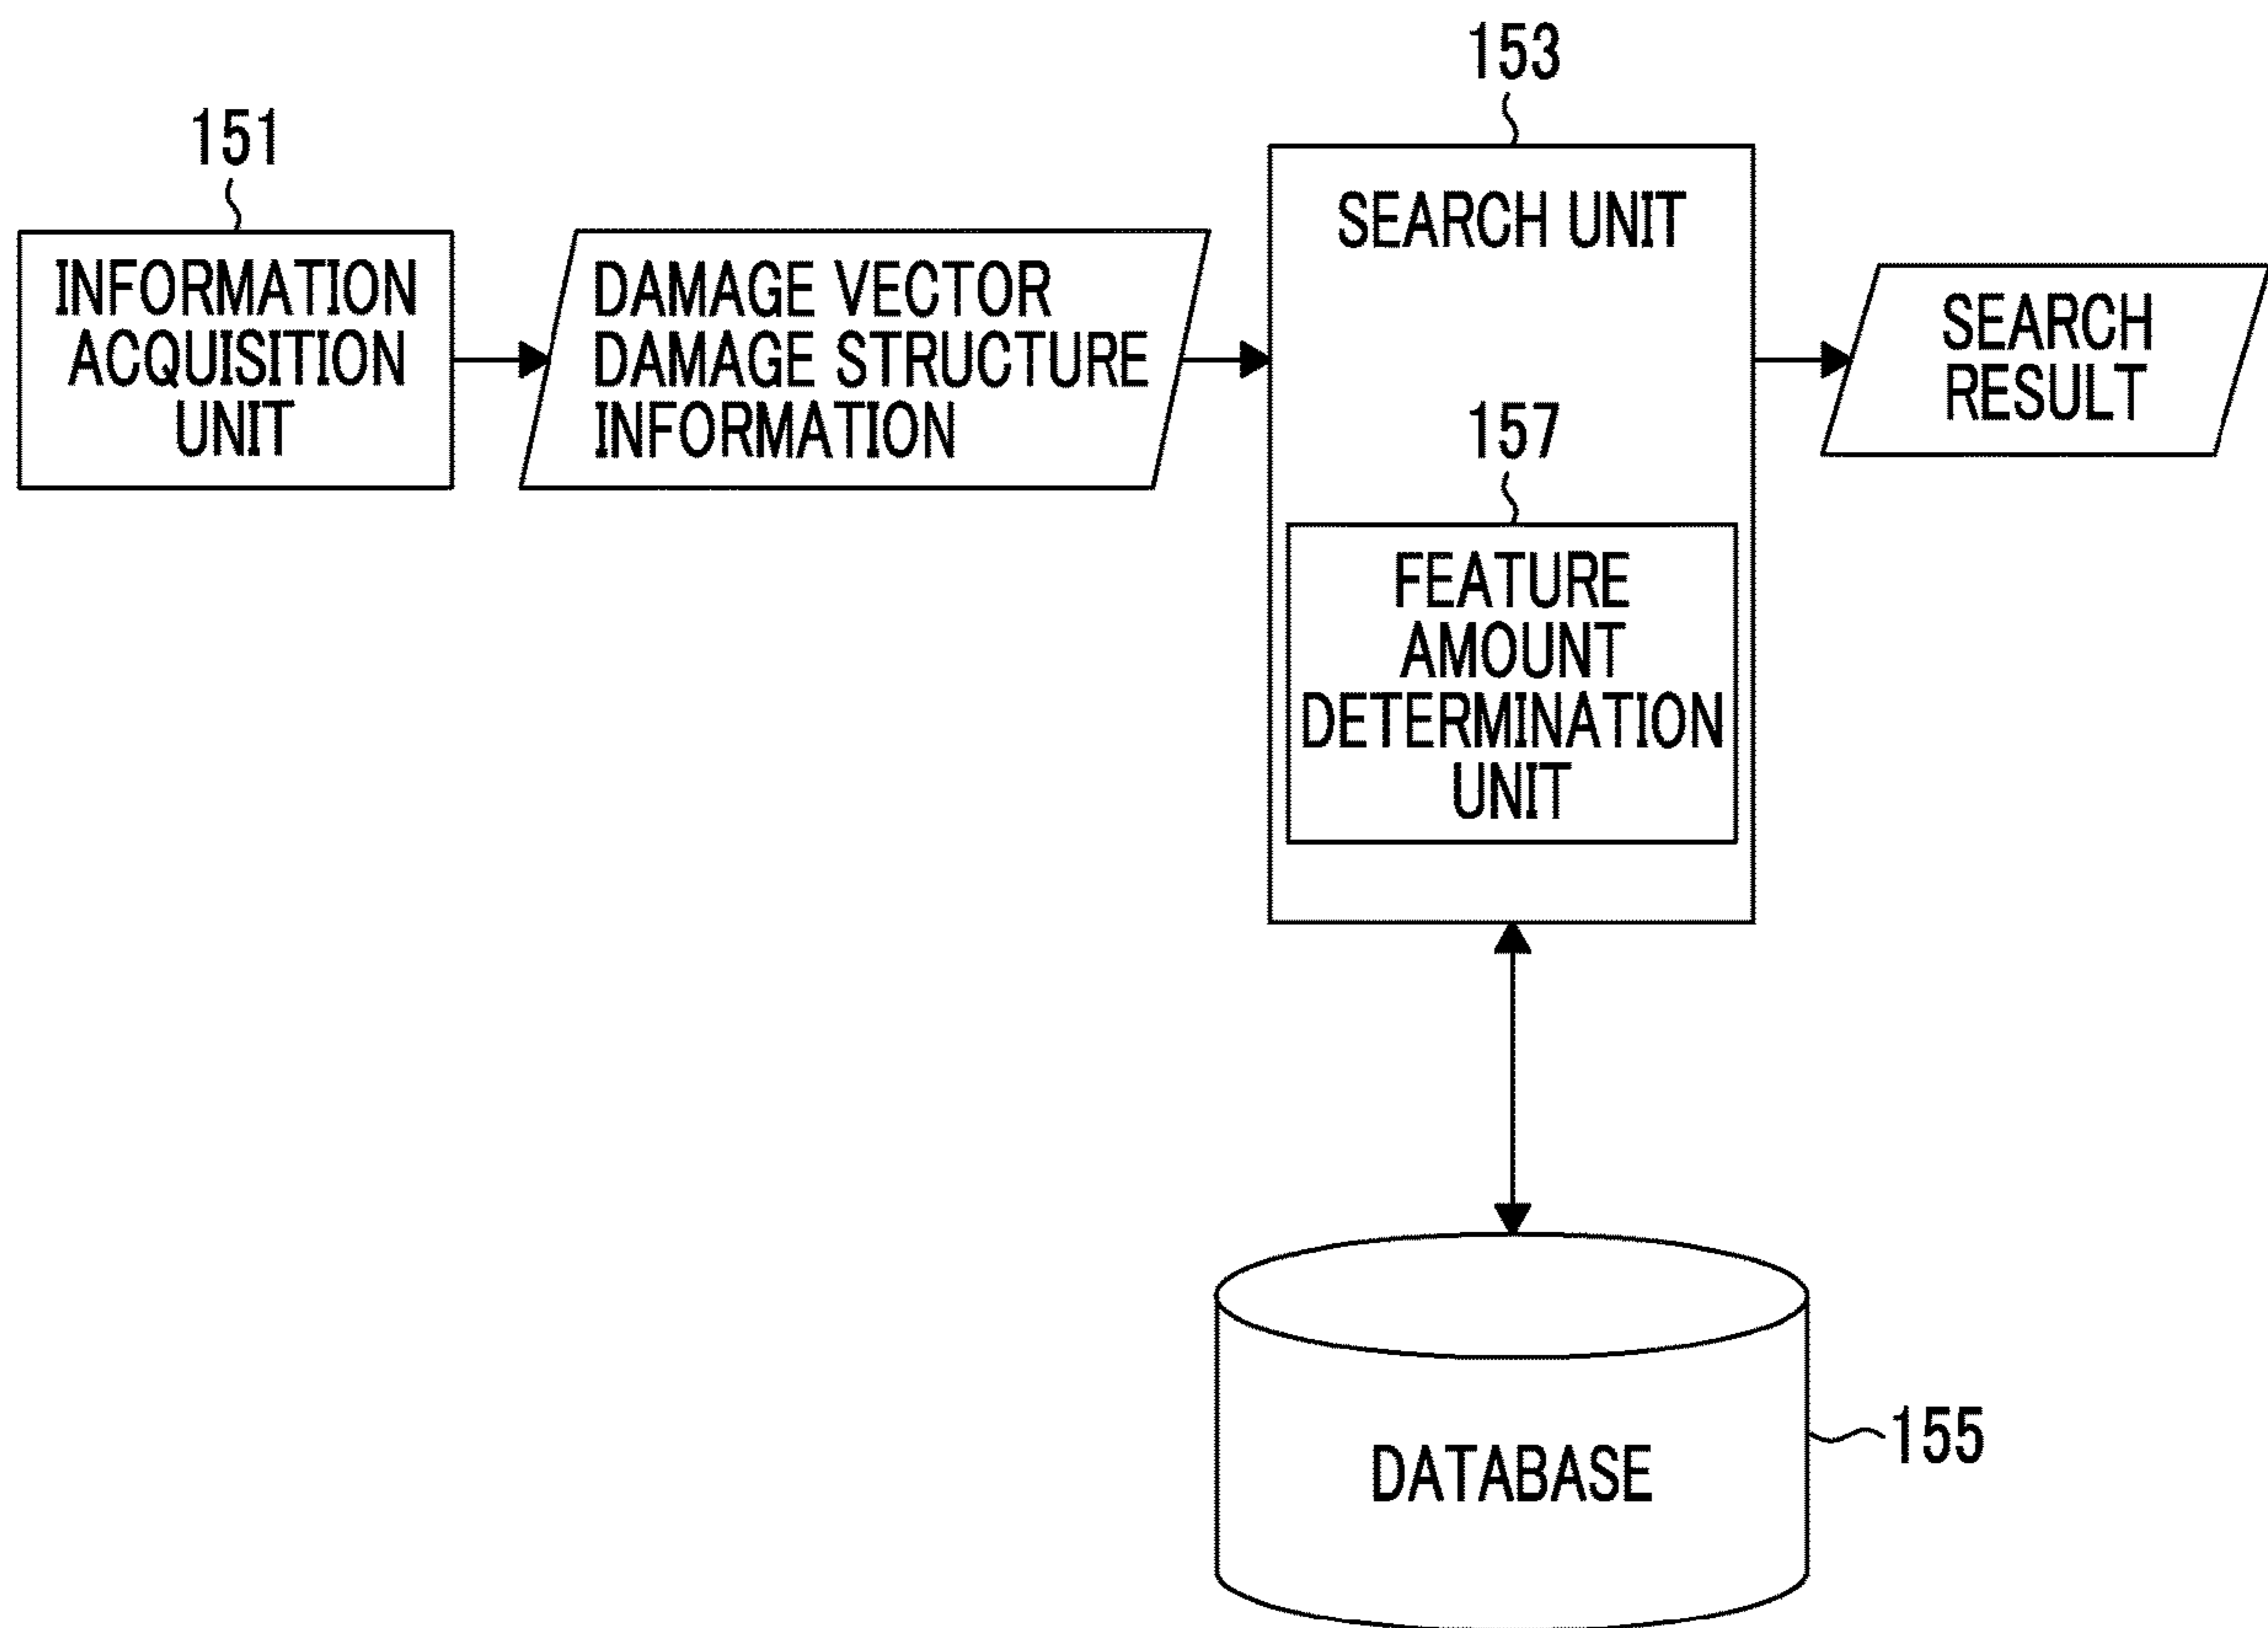 151
INFORMATION
ACQUISITION
UNIT
DAMAGE VECTOR
DAMAGE STRUCTURE
INFORMATION
153
SEARCH UNIT
157
FEATURE
AMOUNT
DETERMINATION
UNIT
SEARCH
RESULT
DATABASE
155